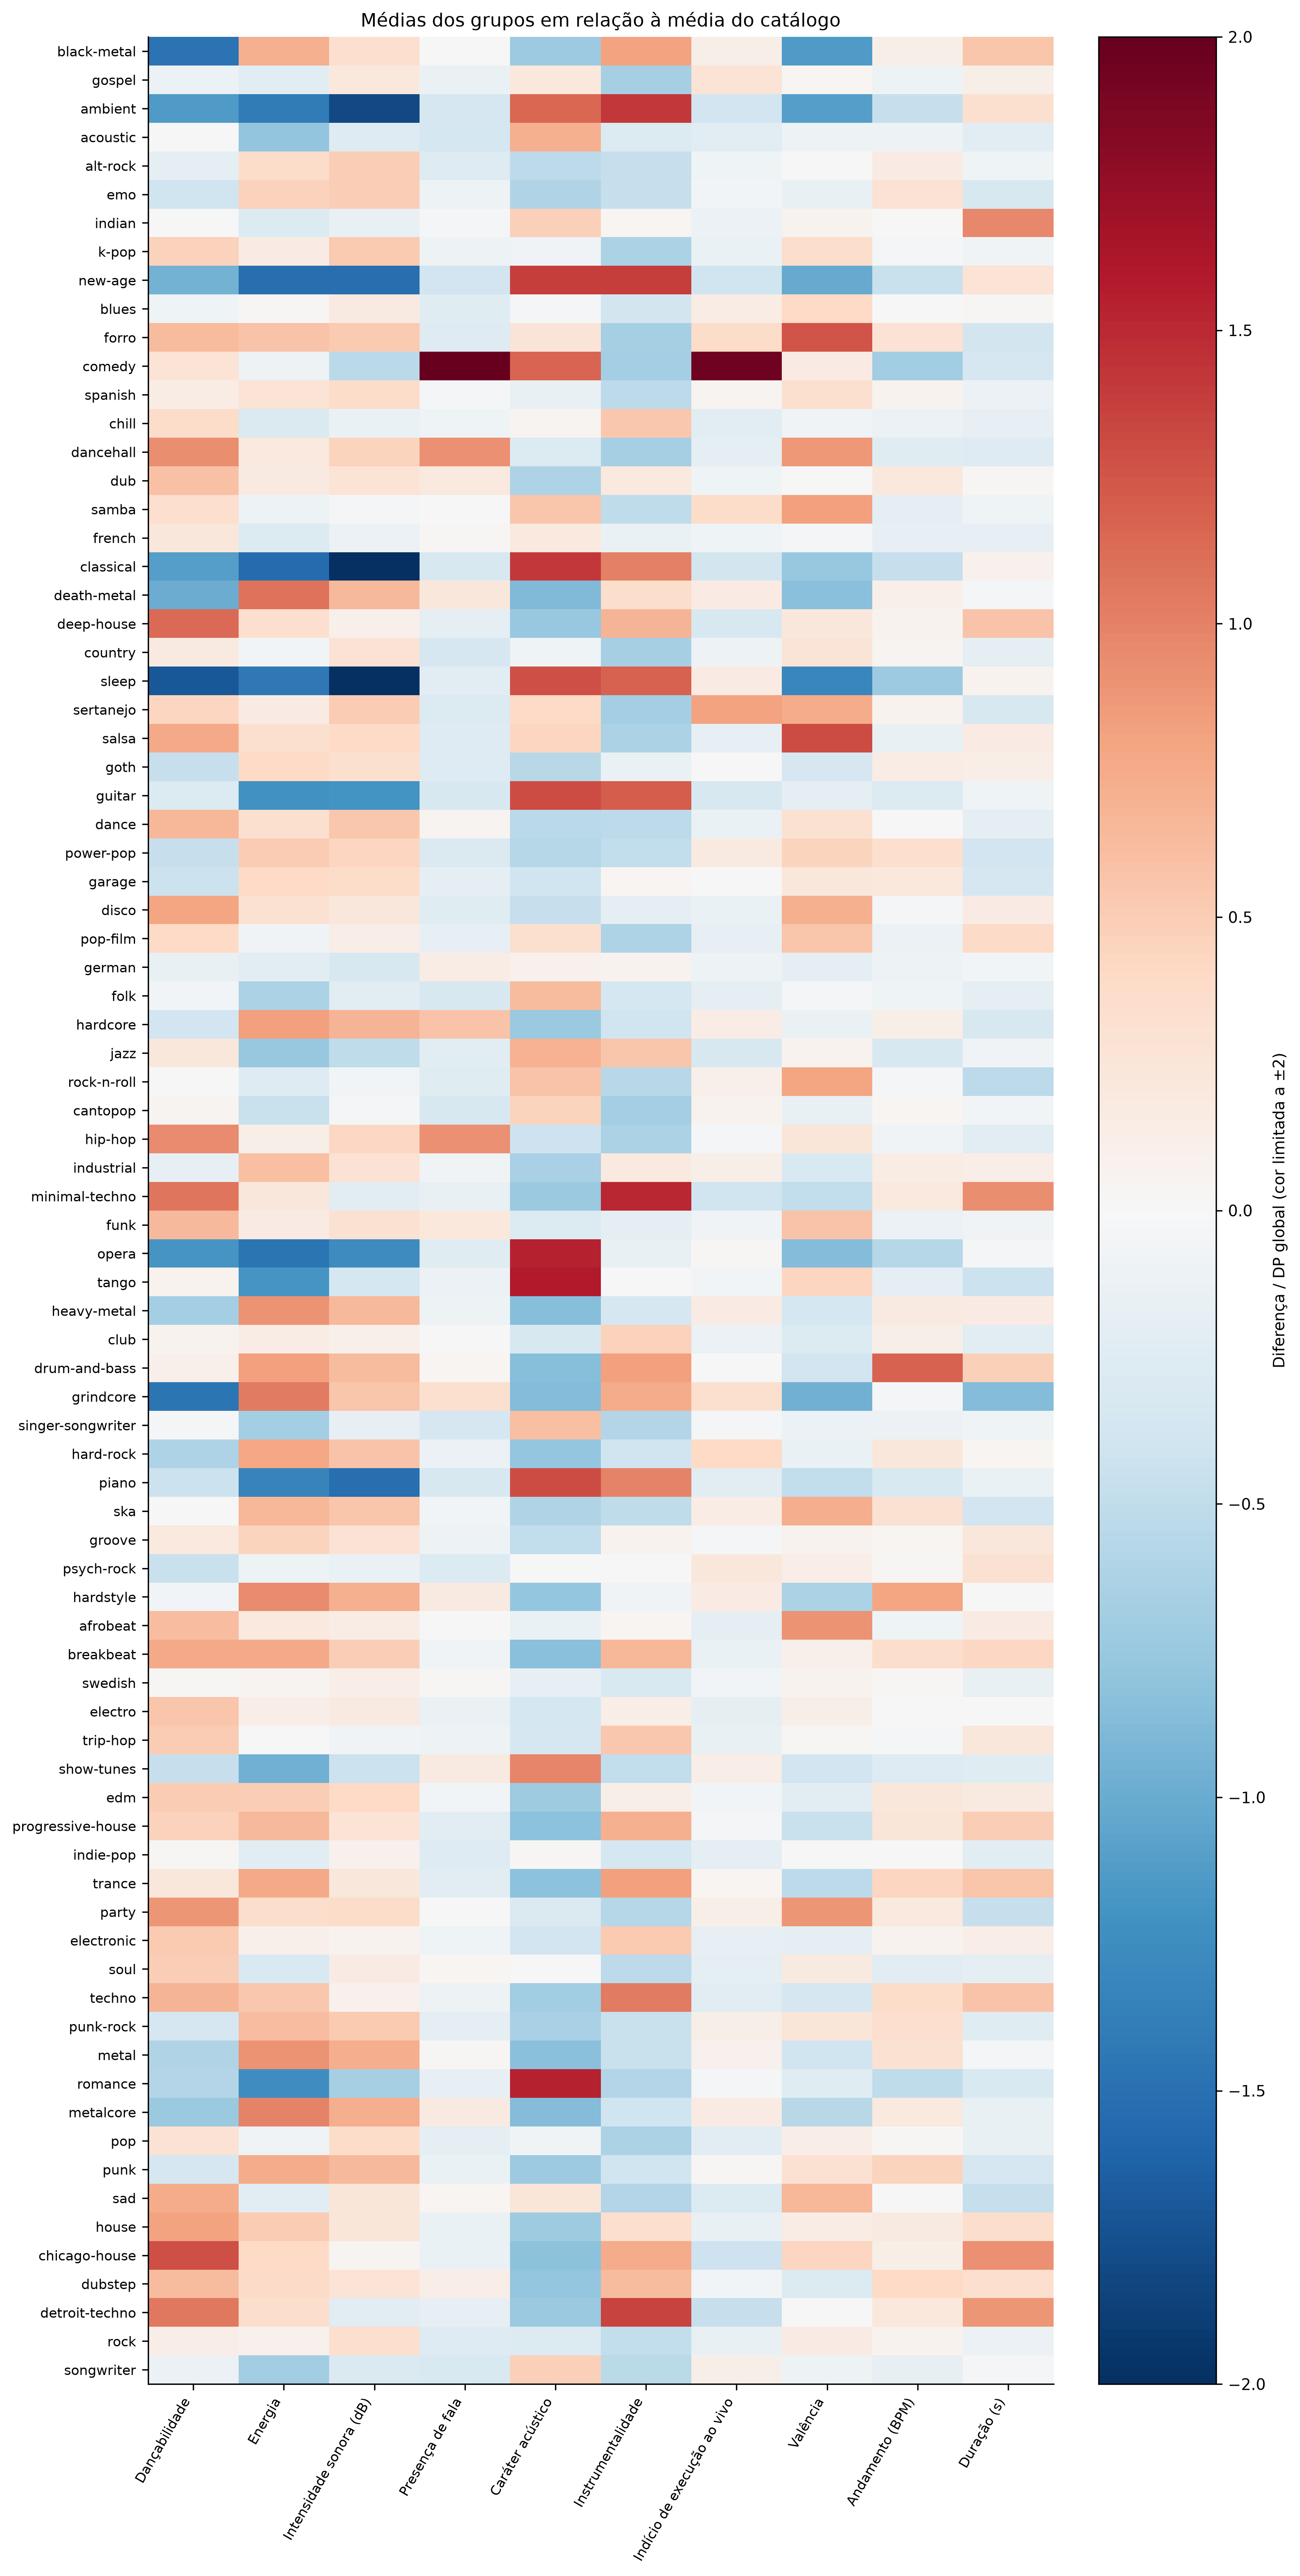 Médias dos grupos em relação à média do catálogo
black-metal
gospel
ambient
acoustic
alt-rock
emo
indian
k-pop
new-age
blues
forro
comedy
spanish
chill
dancehall
dub
samba
french
classical
death-metal
deep-house
country
sleep
sertanejo
salsa
goth
guitar
dance
power-pop
garage
disco
pop-film
german
folk
hardcore
jazz
rock-n-roll
cantopop
hip-hop
industrial
minimal-techno
funk
opera
tango
heavy-metal
club
drum-and-bass
grindcore
singer-songwriter
hard-rock
piano
ska
groove
psych-rock
hardstyle
afrobeat
breakbeat
swedish
electro
trip-hop
show-tunes
edm
progressive-house
indie-pop
trance
party
electronic
soul
techno
punk-rock
metal
romance
metalcore
pop
punk
sad
house
chicago-house
dubstep
detroit-techno
rock
songwriter
Dançabilidade
Energia
Intensidade sonora (dB)
Presença de fala
Caráter acústico
Instrumentalidade
Indício de execução ao vivo
Valência
Andamento (BPM)
Duração (s)
2.0
1.5
1.0
0.5
0.0
−0.5
−1.0
−1.5
−2.0
Diferença / DP global (cor limitada a ±2)